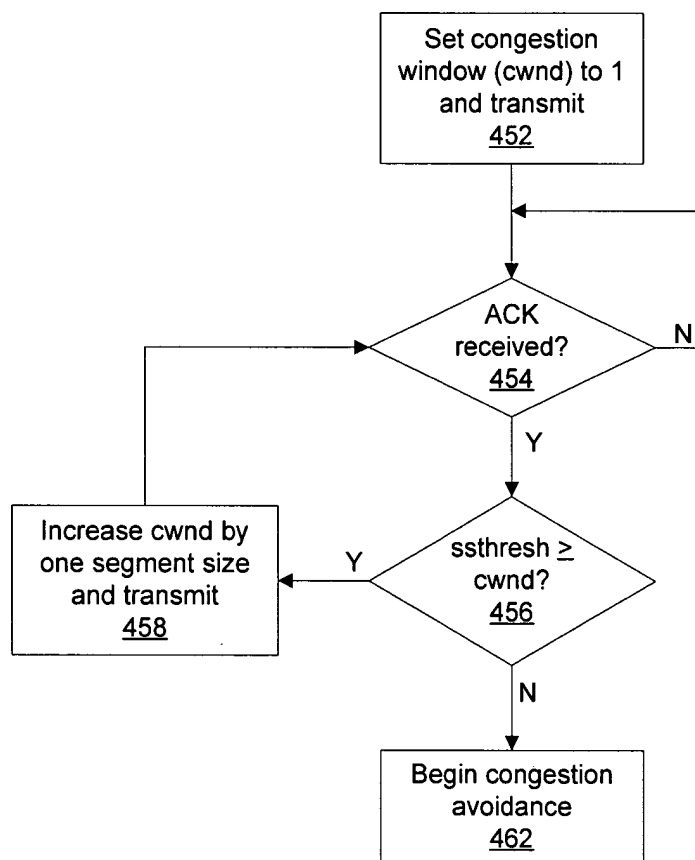 Set congestion
window (cwnd) to 1
and transmit
452
ACK
received?
454
N
Y
ssthresh ≥
cwnd?
456
Y
Increase cwnd by
one segment size
and transmit
458
N
Begin congestion
avoidance
462